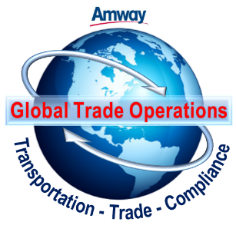 Amway
Global Trade Operations
Transportation - Trade - Compliance